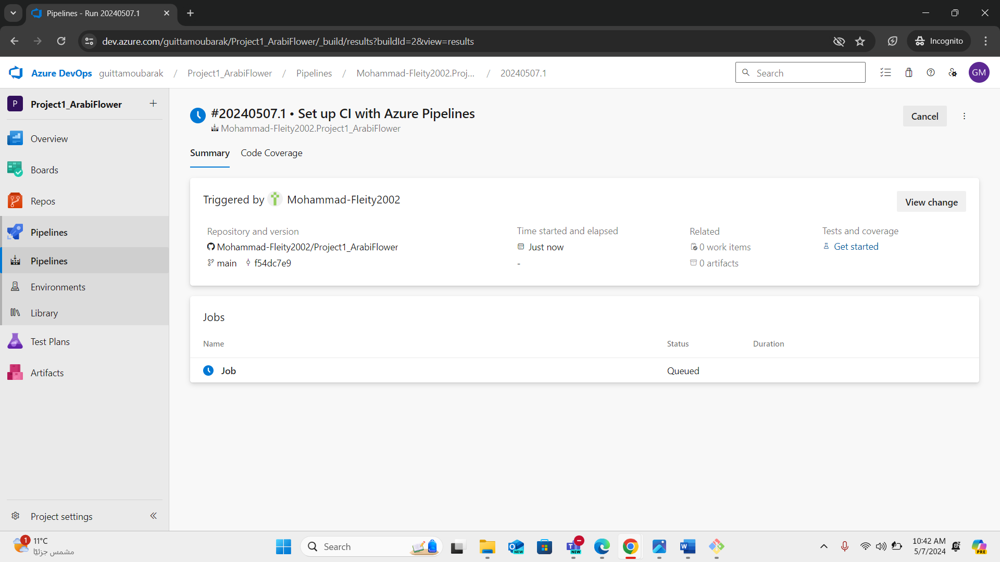 Pipelines - Run 20240507.1
dev.azure.com/guittamoubarak/Project1_ArabiFlower/_build/results?buildId=2&view=results
Incognito
Azure DevOps guittamoubarak / Project1_ArabiFlower / Pipelines / Mohammad-Fleity2002.Proj... / 20240507.1
Search
GM
P Project1_ArabiFlower
Overview
Boards
Repos
Pipelines
Pipelines
Environments
Library
Test Plans
Artifacts
Project settings
#20240507.1 • Set up CI with Azure Pipelines
Mohammad-Fleity2002.Project1_ArabiFlower
Cancel
Summary Code Coverage
Triggered by Mohammad-Fleity2002
View change
Repository and version Time started and elapsed Related Tests and coverage
Mohammad-Fleity2002/Project1_ArabiFlower Just now 0 work items Get started
main f54dc7e9 - 0 artifacts
Jobs
Name Status Duration
Job Queued
1
11°C
مشمس جزئيًا
Search
NEW
NEW
10:42 AM
5/7/2024
PRE